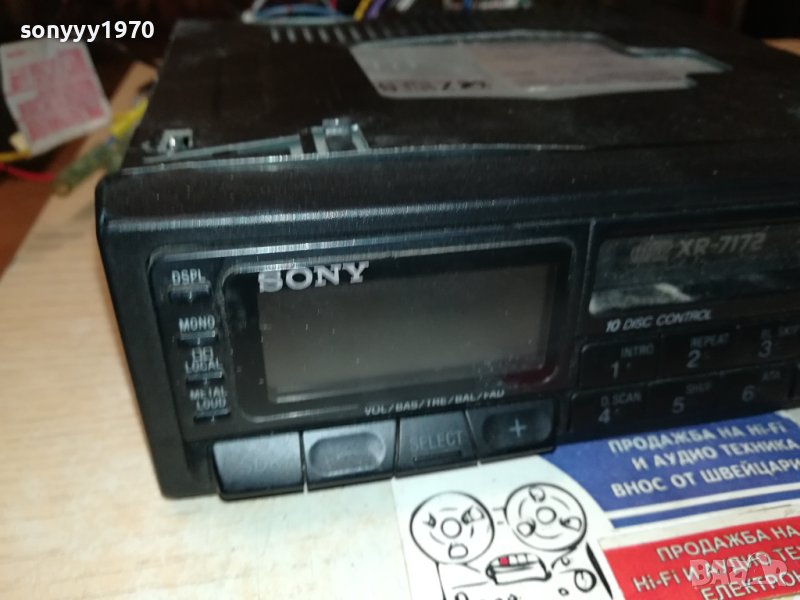 sonyyy1970
SONY
XR-7172
DSPL
MONO
LOCAL
METAL
LOUD
10 DISC CONTROL
INTRO
1
REPEAT
2
3
D.SCAN
4
SHUF
5
6
VOL/BAS/TRE/BAL/FAD
SELECT
+
ПРОДАЖБА НА HI-FI
И АУДИО ТЕХНИКА
ВНОС ОТ ШВЕЙЦАРИ
ПРОДАЖБА НА
Hi-Fi И АУДИО ТЕ
ЕЛЕКТРОН